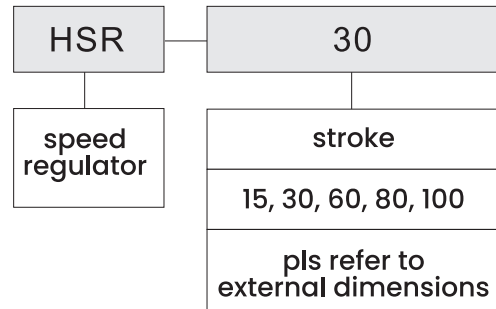 HSR
30
speed
regulator
stroke
15, 30, 60, 80, 100
pls refer to
external dimensions